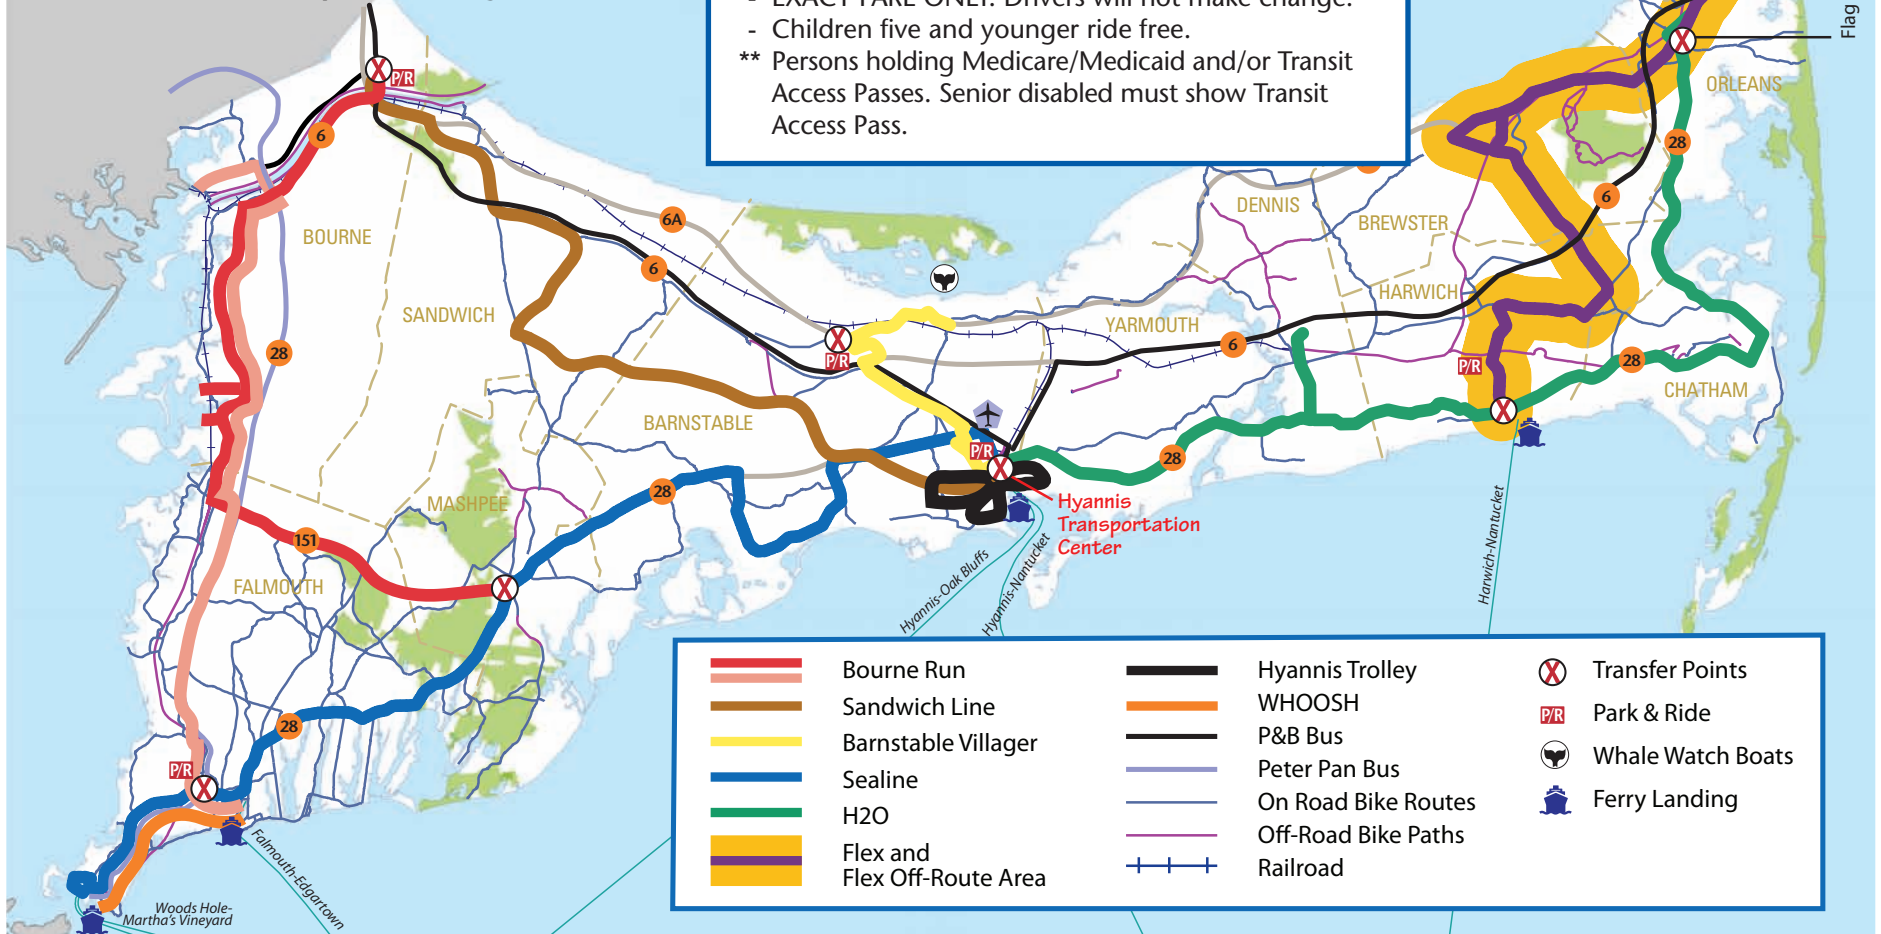 - EXACT FARE ONLY. Drivers will not make change.
- Children five and younger ride free.
** Persons holding Medicare/Medicaid and/or Transit
Access Passes. Senior disabled must show Transit
Access Pass.
Flag
P/R
ORLEANS
6
28
6
DENNIS
BREWSTER
BOURNE
6A
6
HARWICH
SANDWICH
YARMOUTH
28
6
P/R
28
P/R
CHATHAM
BARNSTABLE
P/R
28
28
MASHPEE
Hyannis
Transportation
Center
151
FALMOUTH
Hyannis-Oak Bluffs
Hyannis-Nantucket
Harwich-Nantucket
28
P/R
Falmouth-Edgartown
Woods Hole-
Martha's Vineyard
Bourne Run
Sandwich Line
Barnstable Villager
Sealine
H2O
Flex and
Flex Off-Route Area
Hyannis Trolley
WHOOSH
P&B Bus
Peter Pan Bus
On Road Bike Routes
Off-Road Bike Paths
Railroad
Transfer Points
P/R Park & Ride
Whale Watch Boats
Ferry Landing